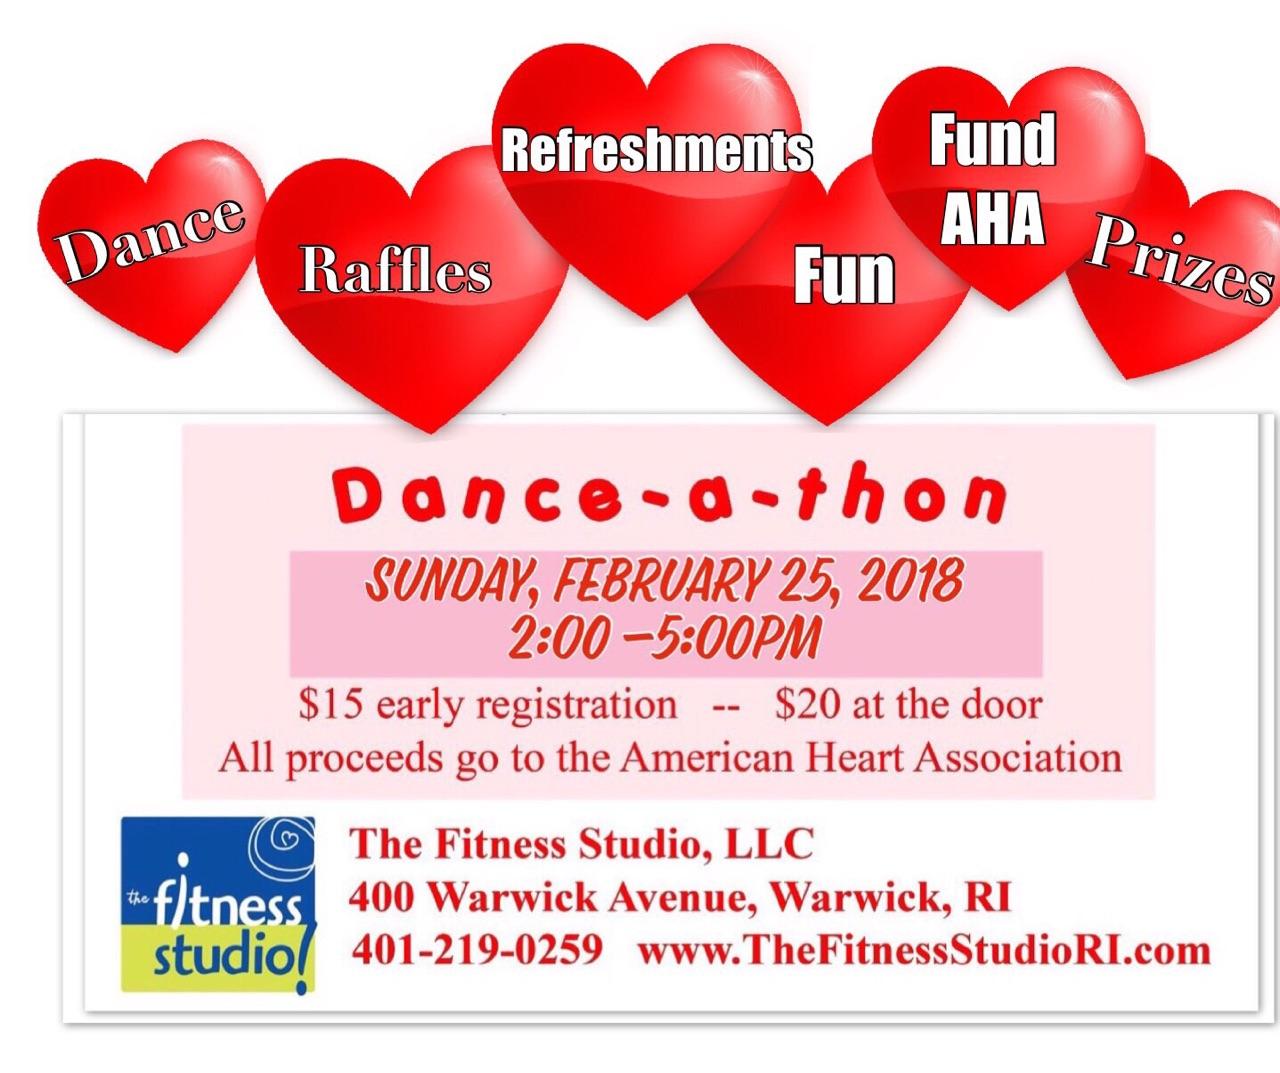 Dance
Raffles
Refreshments
Fun
Fund
AHA
Prizes
Dance-a-thon
SUNDAY, FEBRUARY 25, 2018
2:00 –5:00PM
$15 early registration -- $20 at the door
All proceeds go to the American Heart Association
the fitness
studio!
The Fitness Studio, LLC
400 Warwick Avenue, Warwick, RI
401-219-0259 www.TheFitnessStudioRI.com